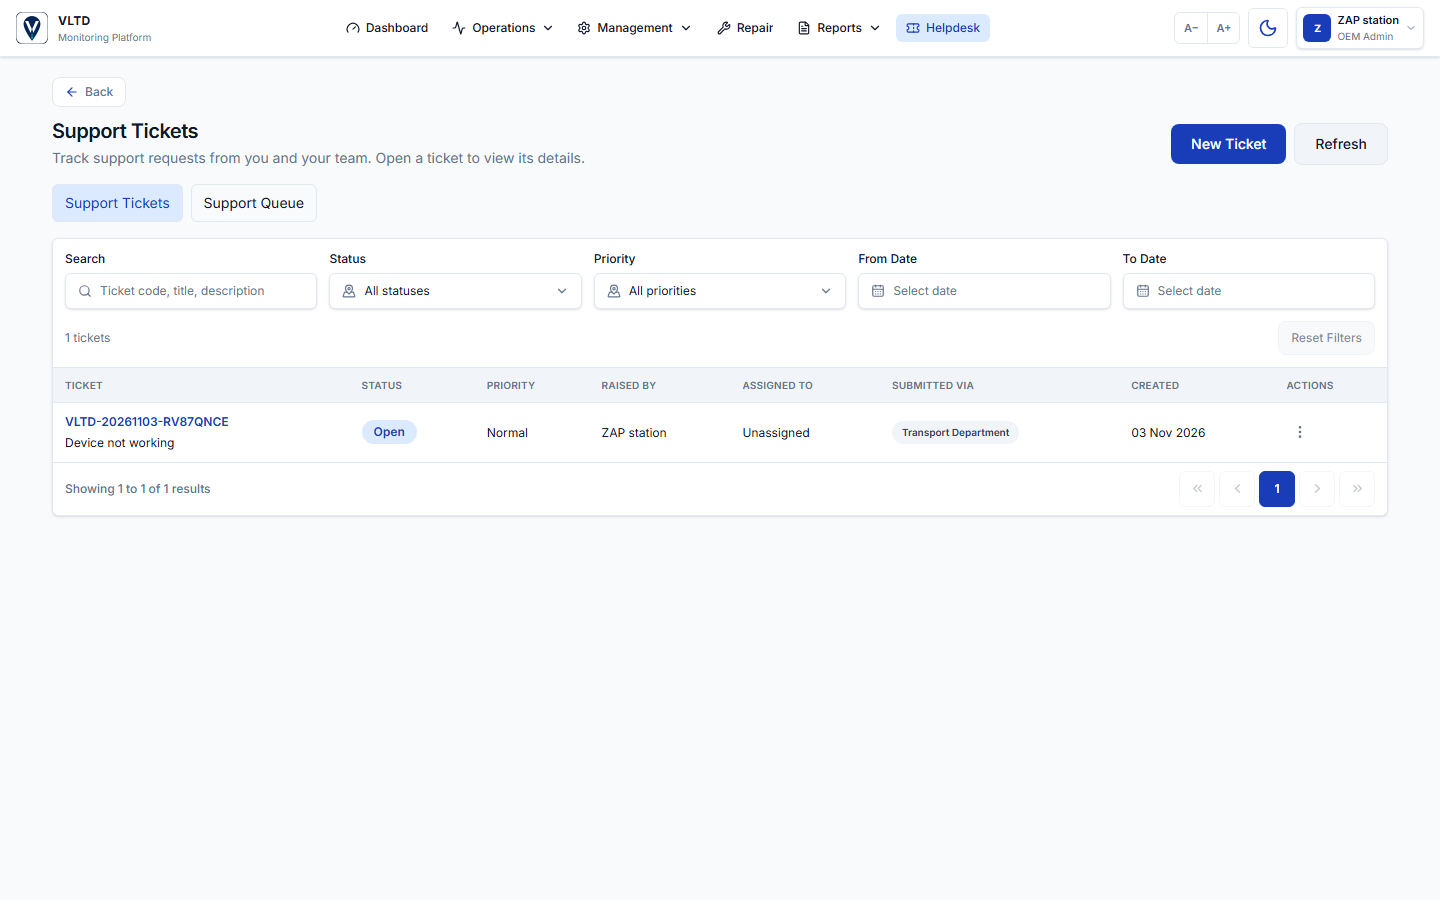 VLTD
Monitoring Platform
Dashboard
Operations
Management
Repair
Reports
Helpdesk
A−
A+
Z
ZAP station
OEM Admin
Back
Support Tickets
Track support requests from you and your team. Open a ticket to view its details.
New Ticket
Refresh
Support Tickets
Support Queue
Search
Status
Priority
From Date
To Date
Ticket code, title, description
All statuses
All priorities
Select date
Select date
1 tickets
Reset Filters
TICKET STATUS PRIORITY RAISED BY ASSIGNED TO SUBMITTED VIA CREATED ACTIONS
VLTD-20261103-RV87QNCE
Device not working
Open
Normal
ZAP station
Unassigned
Transport Department
03 Nov 2026
Showing 1 to 1 of 1 results
1